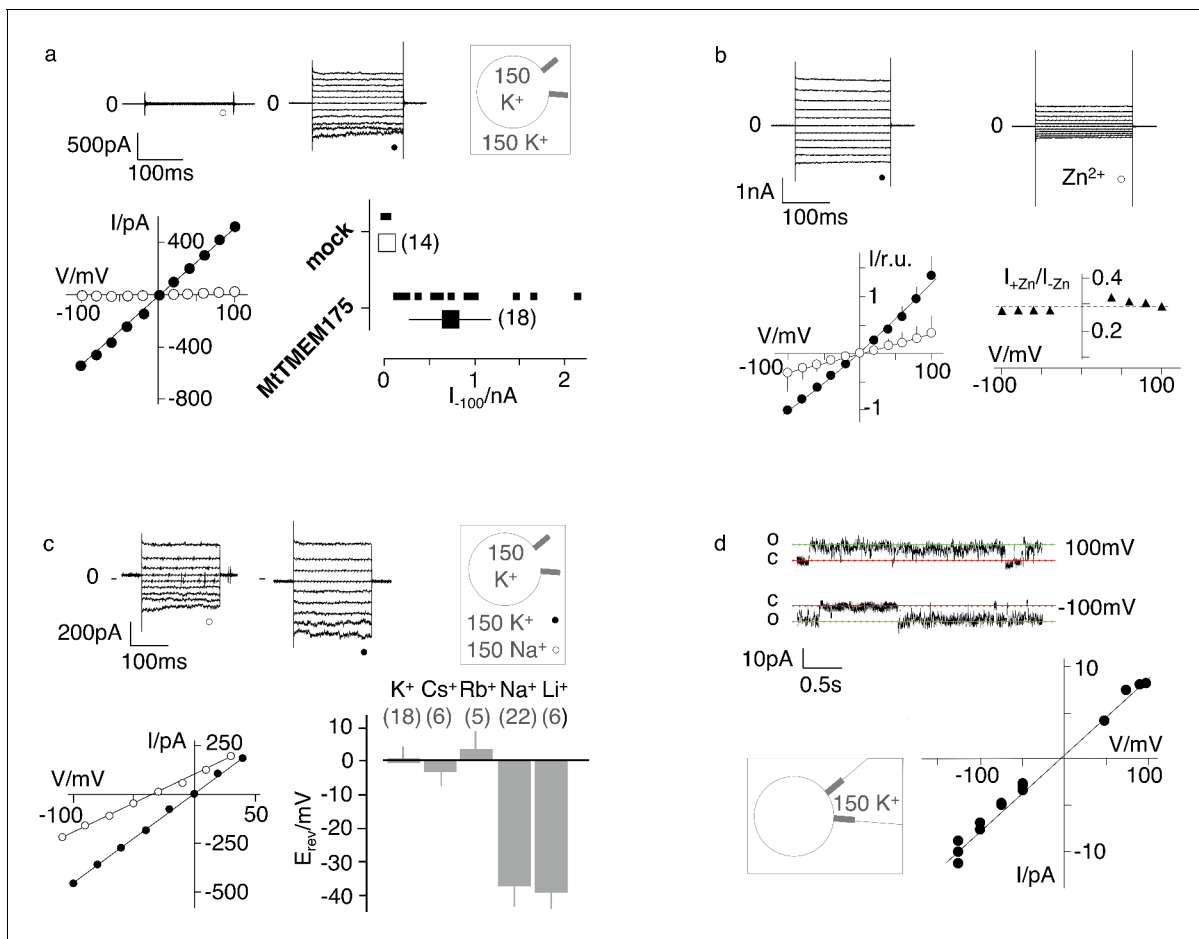 a
0
0
500pA
100ms
150
K⁺
150 K⁺
I/pA
400
V/mV
-100
100
-400
-800
mock
(14)
MtTMEM175
(18)
0
1
2
I₋₁₀₀/nA
b
0
0
1nA
100ms
Zn²⁺
I/r.u.
1
V/mV
-100
100
-1
I₊Zn/I₋Zn
0.4
0.2
V/mV
-100
100
c
0
200pA
100ms
150
K⁺
150 K⁺
150 Na⁺
I/pA
250
V/mV
-100
50
-250
-500
K⁺ Cs⁺ Rb⁺ Na⁺ Li⁺
(18) (6) (5) (22) (6)
10
0
-10
-20
-30
-40
Eᵣₑᵥ/mV
d
O
C
100mV
C
O
-100mV
10pA
0.5s
150 K⁺
10
V/mV
-100
100
-10
I/pA